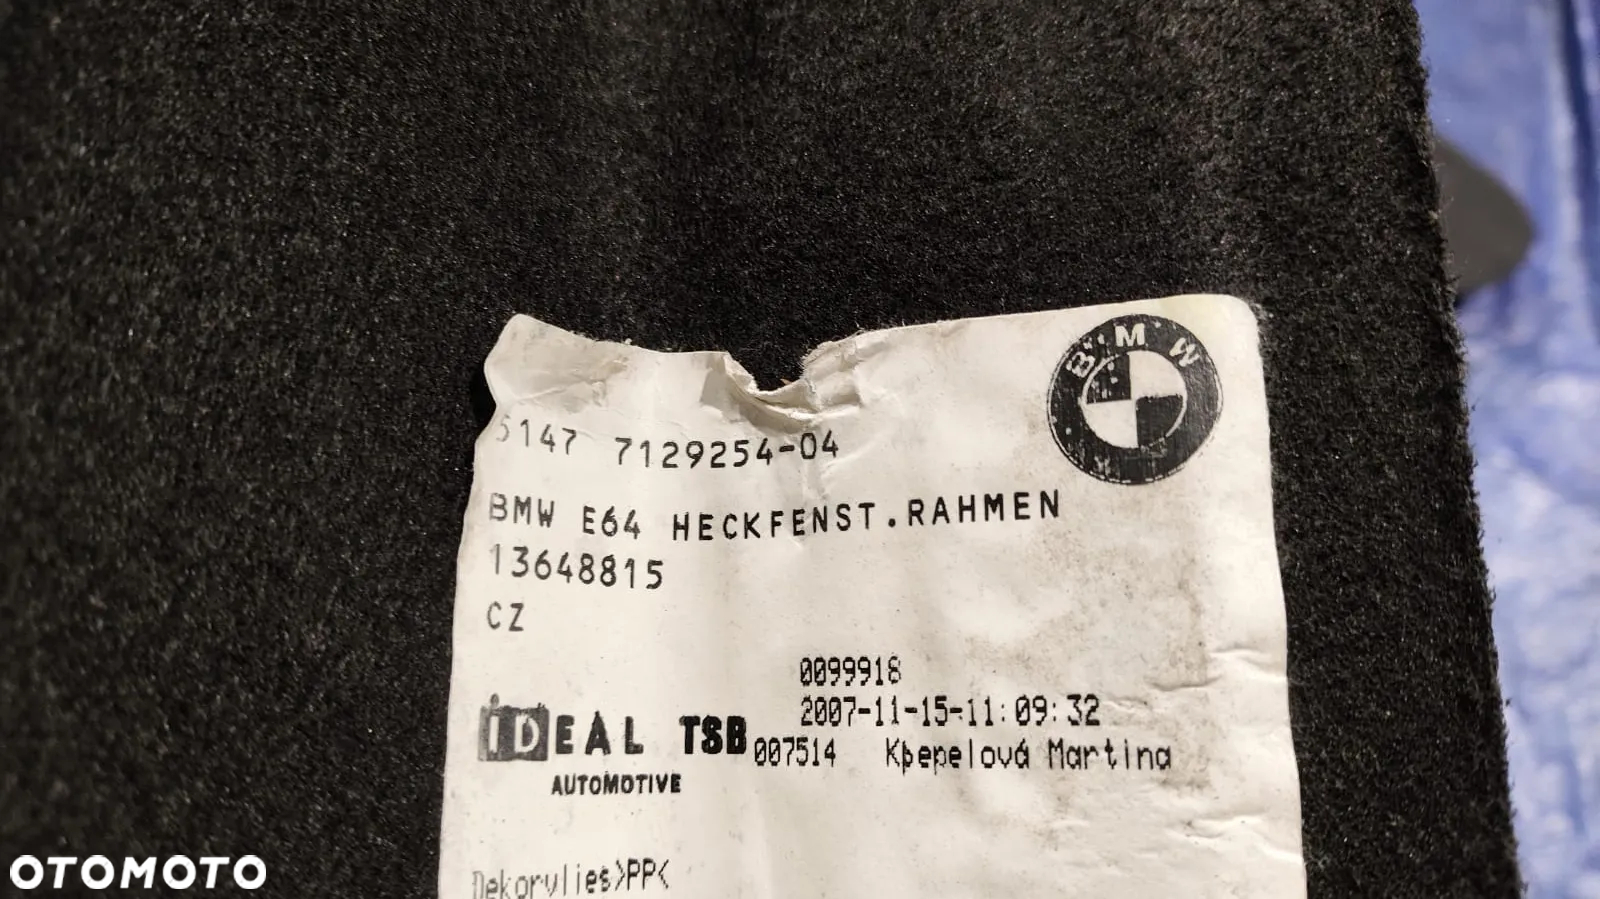 BMW
5147 7129254-04
BMW E64 HECKFENST.RAHMEN
13648815
CZ
0099918
2007-11-15-11:09:32
iDEAL TSB 007514 Kþepelová Martina
AUTOMOTIVE
Dekorvlies>PP<
OTOMOTO